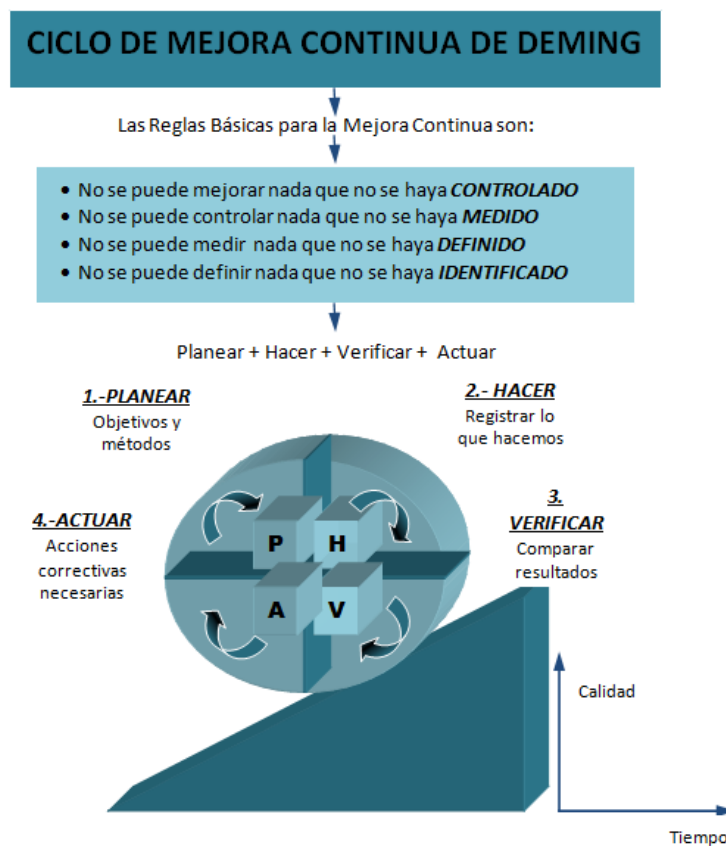 CICLO DE MEJORA CONTINUA DE DEMING
Las Reglas Básicas para la Mejora Continua son:
• No se puede mejorar nada que no se haya CONTROLADO
• No se puede controlar nada que no se haya MEDIDO
• No se puede medir nada que no se haya DEFINIDO
• No se puede definir nada que no se haya IDENTIFICADO
Planear + Hacer + Verificar + Actuar
1.-PLANEAR
Objetivos y
métodos
2.- HACER
Registrar lo
que hacemos
3.
VERIFICAR
Comparar
resultados
4.-ACTUAR
Acciones
correctivas
necesarias
P
H
A
V
Calidad
Tiempo